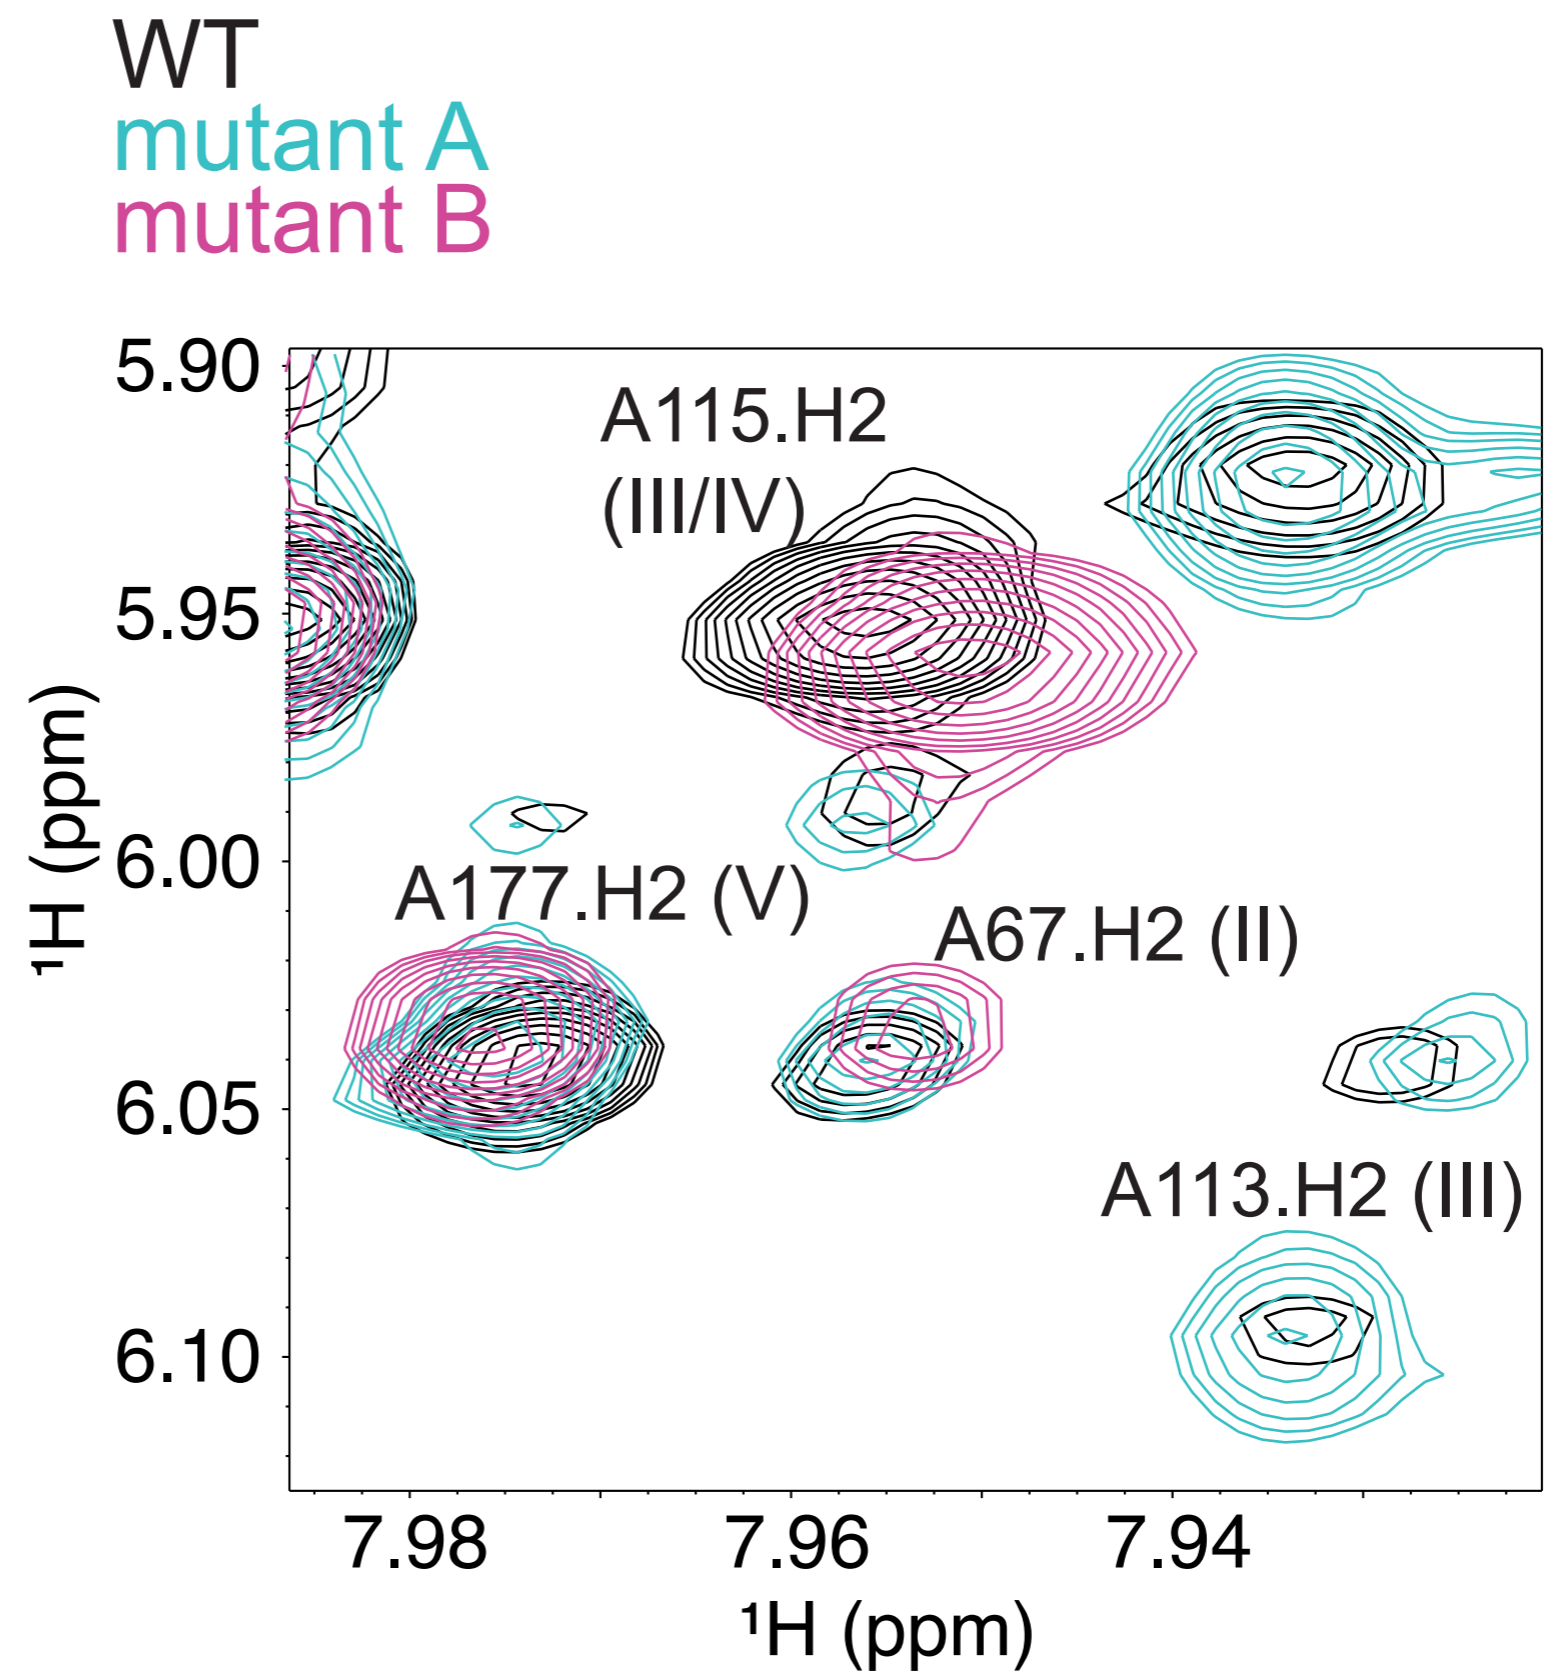 WT
mutant A
mutant B
5.90
5.95
6.00
6.05
6.10
¹H (ppm)
A115.H2
(III/IV)
A177.H2 (V)
A67.H2 (II)
A113.H2 (III)
7.98 7.96 7.94
¹H (ppm)